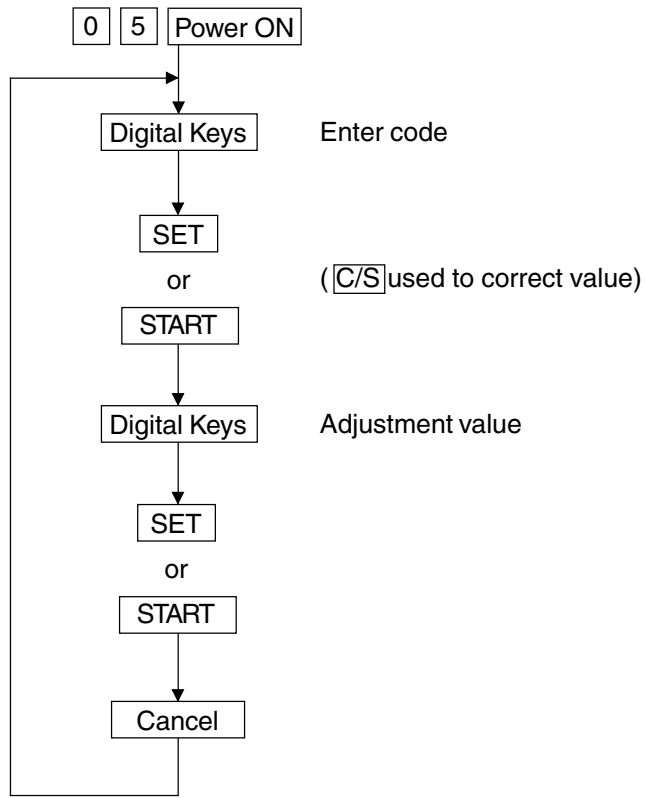 0 5 Power ON
Digital Keys Enter code
SET
or ( C/S used to correct value)
START
Digital Keys Adjustment value
SET
or
START
Cancel